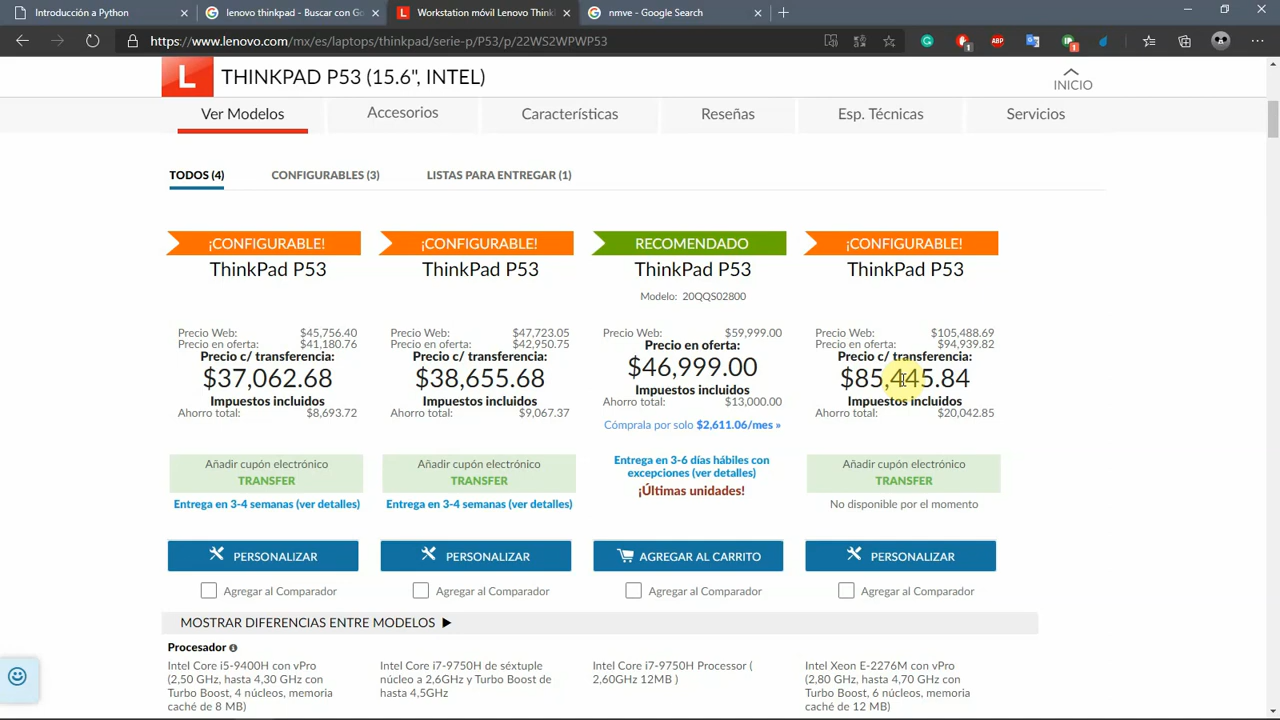 Introducción a Python
lenovo thinkpad - Buscar con Go
Workstation móvil Lenovo Think
nmve - Google Search
https://www.lenovo.com/mx/es/laptops/thinkpad/serie-p/P53/p/22WS2WPWP53
L THINKPAD P53 (15.6", INTEL)
INICIO
Ver Modelos Accesorios Características Reseñas Esp. Técnicas Servicios
TODOS (4) CONFIGURABLES (3) LISTAS PARA ENTREGAR (1)
¡CONFIGURABLE!
ThinkPad P53
Precio Web: $45,756.40
Precio en oferta: $41,180.76
Precio c/ transferencia:
$37,062.68
Impuestos incluidos
Ahorro total: $8,693.72
Añadir cupón electrónico
TRANSFER
Entrega en 3-4 semanas (ver detalles)
PERSONALIZAR
Agregar al Comparador
¡CONFIGURABLE!
ThinkPad P53
Precio Web: $47,723.05
Precio en oferta: $42,950.75
Precio c/ transferencia:
$38,655.68
Impuestos incluidos
Ahorro total: $9,067.37
Añadir cupón electrónico
TRANSFER
Entrega en 3-4 semanas (ver detalles)
PERSONALIZAR
Agregar al Comparador
RECOMENDADO
ThinkPad P53
Modelo: 20QQS02800
Precio Web: $59,999.00
Precio en oferta:
$46,999.00
Impuestos incluidos
Ahorro total: $13,000.00
Cómprala por solo $2,611.06/mes »
Entrega en 3-6 días hábiles con
excepciones (ver detalles)
¡Últimas unidades!
AGREGAR AL CARRITO
Agregar al Comparador
¡CONFIGURABLE!
ThinkPad P53
Precio Web: $105,488.69
Precio en oferta: $94,939.82
Precio c/ transferencia:
$85,445.84
Impuestos incluidos
Ahorro total: $20,042.85
Añadir cupón electrónico
TRANSFER
No disponible por el momento
PERSONALIZAR
Agregar al Comparador
MOSTRAR DIFERENCIAS ENTRE MODELOS ▶
Procesador
Intel Core i5-9400H con vPro
(2,50 GHz, hasta 4,30 GHz con
Turbo Boost, 4 núcleos, memoria
caché de 8 MB)
Intel Core i7-9750H de séxtuple
núcleo a 2,6GHz y Turbo Boost de
hasta 4,5GHz
Intel Core i7-9750H Processor (
2,60GHz 12MB )
Intel Xeon E-2276M con vPro
(2,80 GHz, hasta 4,70 GHz con
Turbo Boost, 6 núcleos, memoria
caché de 12 MB)